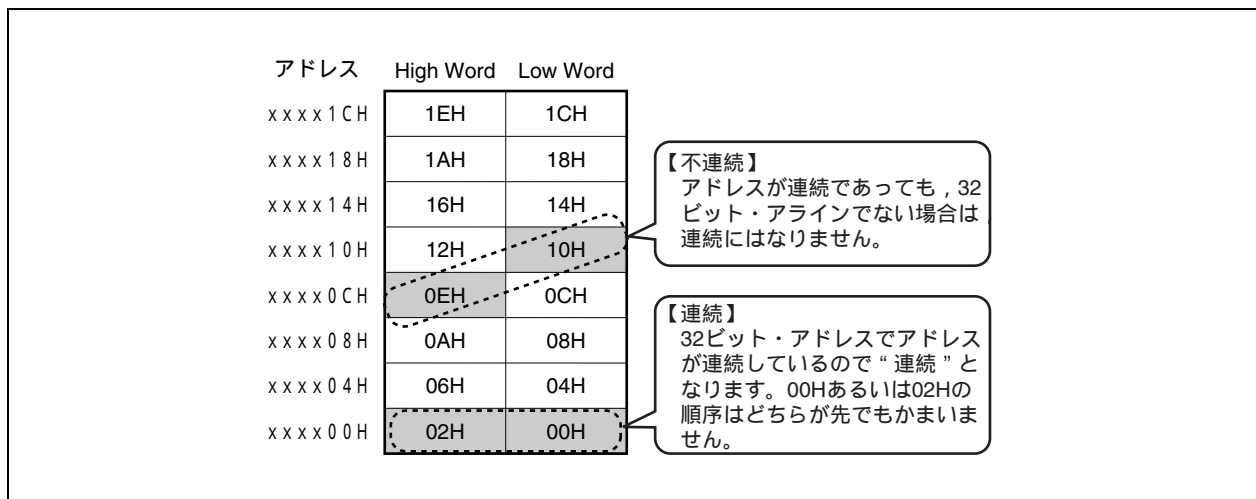 アドレス High Word Low Word
xxxx1CH 1EH 1CH
xxxx18H 1AH 18H
xxxx14H 16H 14H
xxxx10H 12H 10H
xxxx0CH 0EH 0CH
xxxx08H 0AH 08H
xxxx04H 06H 04H
xxxx00H 02H 00H
【不連続】
アドレスが連続であっても，32
ビット・アラインでない場合は
連続にはなりません。
【連続】
32ビット・アドレスでアドレス
が連続しているので“連続”と
なります。00Hあるいは02Hの
順序はどちらが先でもかまいま
せん。